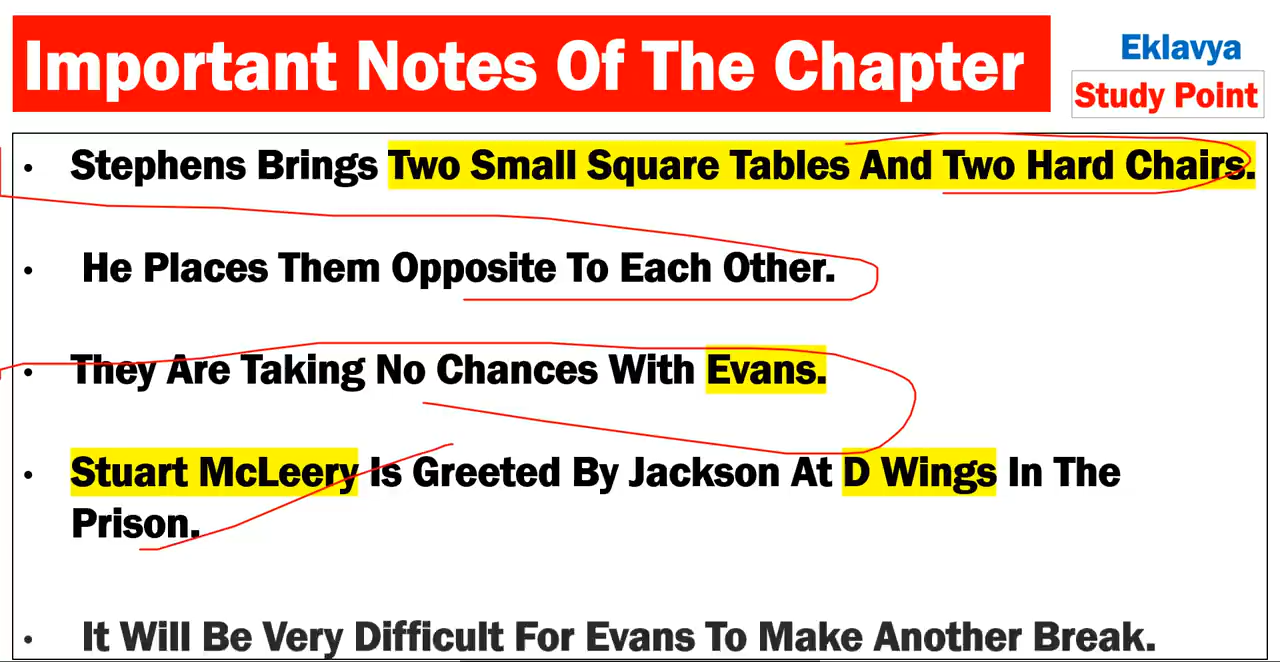 Important Notes Of The Chapter
Eklavya
Study Point
• Stephens Brings Two Small Square Tables And Two Hard Chairs.
• He Places Them Opposite To Each Other.
• They Are Taking No Chances With Evans.
• Stuart McLeery Is Greeted By Jackson At D Wings In The
Prison.
• It Will Be Very Difficult For Evans To Make Another Break.